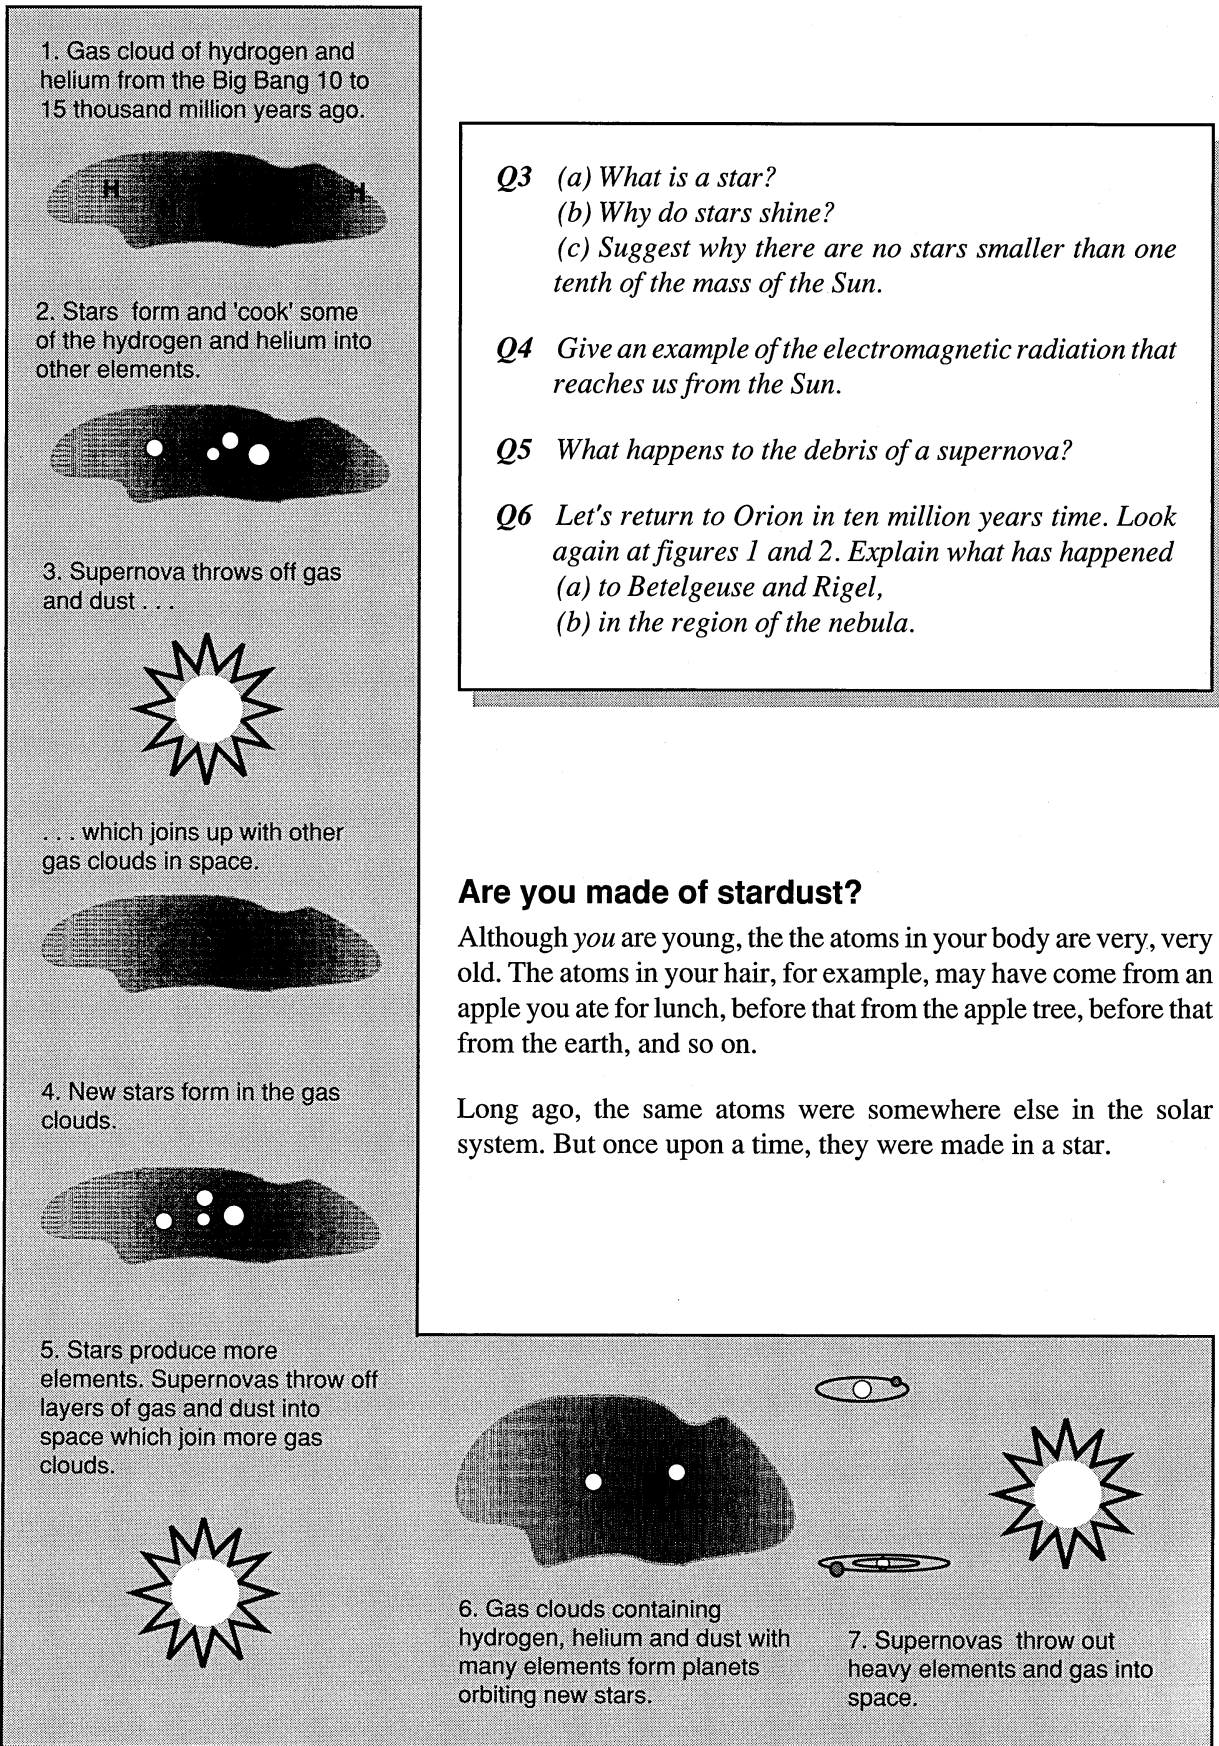 1. Gas cloud of hydrogen and
helium from the Big Bang 10 to
15 thousand million years ago.
H H
2. Stars form and 'cook' some
of the hydrogen and helium into
other elements.
3. Supernova throws off gas
and dust . . .
. . . which joins up with other
gas clouds in space.
4. New stars form in the gas
clouds.
5. Stars produce more
elements. Supernovas throw off
layers of gas and dust into
space which join more gas
clouds.
6. Gas clouds containing
hydrogen, helium and dust with
many elements form planets
orbiting new stars.
7. Supernovas throw out
heavy elements and gas into
space.
Q3 (a) What is a star?
(b) Why do stars shine?
(c) Suggest why there are no stars smaller than one
tenth of the mass of the Sun.
Q4 Give an example of the electromagnetic radiation that
reaches us from the Sun.
Q5 What happens to the debris of a supernova?
Q6 Let's return to Orion in ten million years time. Look
again at figures 1 and 2. Explain what has happened
(a) to Betelgeuse and Rigel,
(b) in the region of the nebula.
Are you made of stardust?
Although you are young, the the atoms in your body are very, very
old. The atoms in your hair, for example, may have come from an
apple you ate for lunch, before that from the apple tree, before that
from the earth, and so on.
Long ago, the same atoms were somewhere else in the solar
system. But once upon a time, they were made in a star.